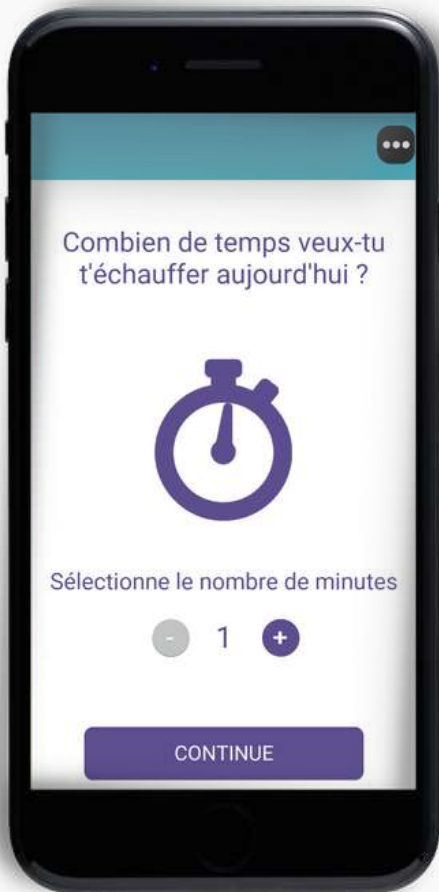 Combien de temps veux-tu
t'échauffer aujourd'hui ?
Sélectionne le nombre de minutes
- 1 +
CONTINUE